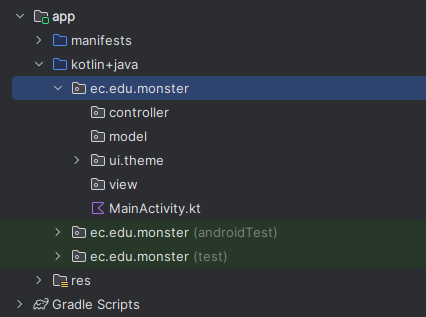 app
manifests
kotlin+java
ec.edu.monster
controller
model
ui.theme
view
MainActivity.kt
ec.edu.monster (androidTest)
ec.edu.monster (test)
res
Gradle Scripts